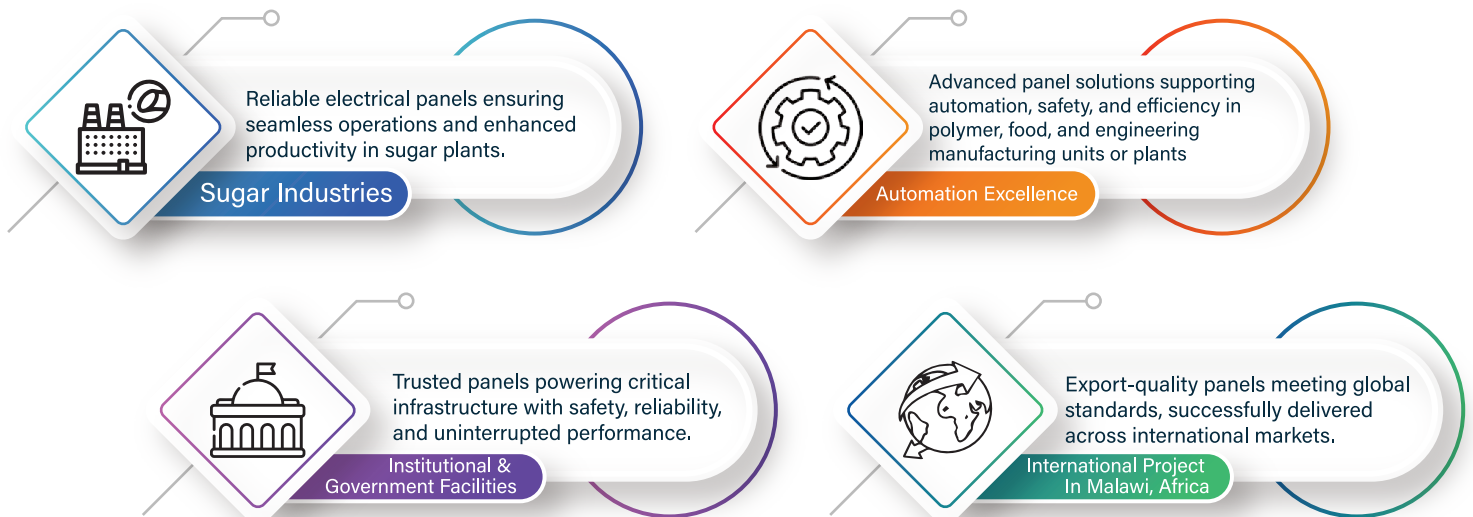 Reliable electrical panels ensuring
seamless operations and enhanced
productivity in sugar plants.
Sugar Industries
Advanced panel solutions supporting
automation, safety, and efficiency in
polymer, food, and engineering
manufacturing units or plants
Automation Excellence
Trusted panels powering critical
infrastructure with safety, reliability,
and uninterrupted performance.
Institutional &
Government Facilities
Export-quality panels meeting global
standards, successfully delivered
across international markets.
International Project
In Malawi, Africa